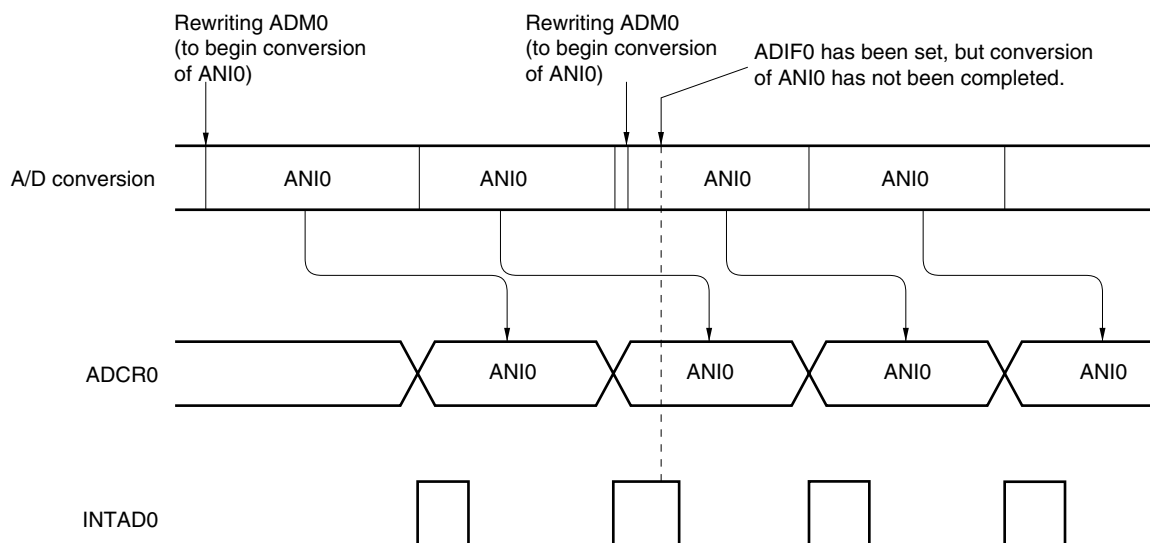 Rewriting ADM0
(to begin conversion
of ANI0)
Rewriting ADM0
(to begin conversion
of ANI0)
ADIF0 has been set, but conversion
of ANI0 has not been completed.
A/D conversion
ANI0
ANI0
ANI0
ANI0
ADCR0
ANI0
ANI0
ANI0
ANI0
INTAD0